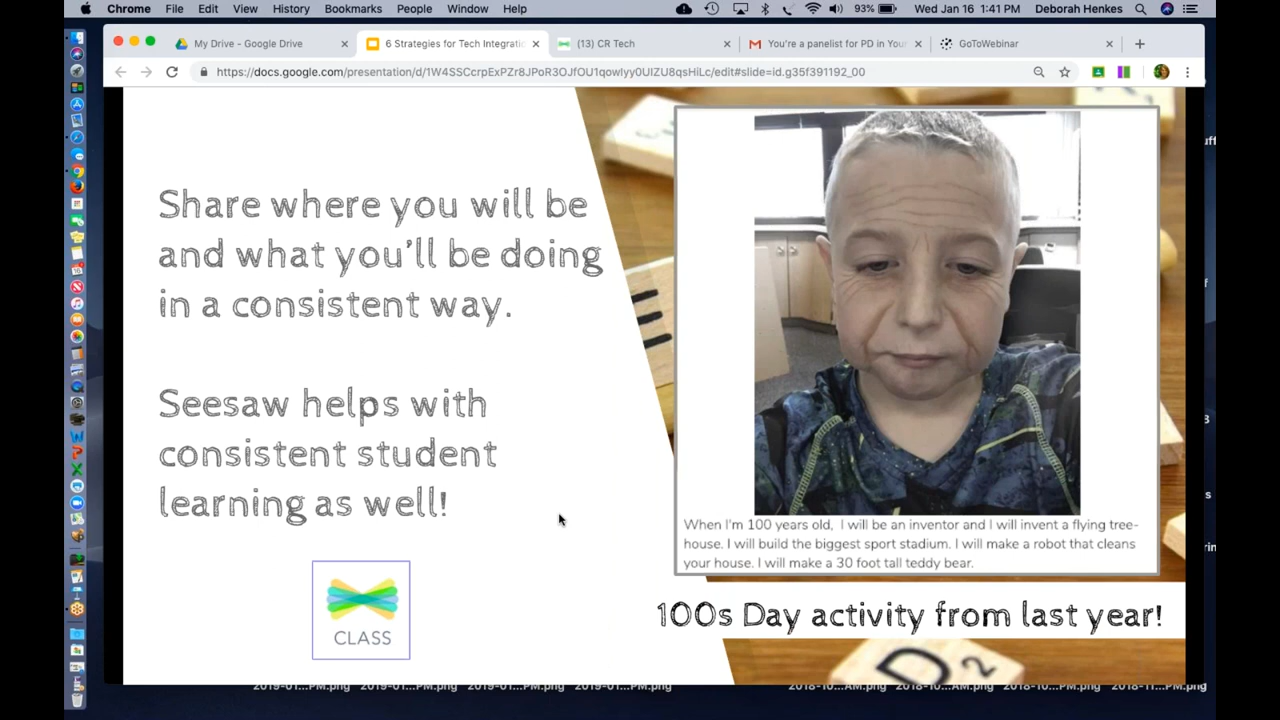 Chrome File Edit View History Bookmarks People Window Help 93% Wed Jan 16 1:41 PM Deborah Henkes
My Drive - Google Drive 6 Strategies for Tech Integratio (13) CR Tech You're a panelist for PD in Your GoToWebinar
https://docs.google.com/presentation/d/1W4SSCcrpExPZr8JPoR3OJfOU1qowIyy0UIZU8qsHiLc/edit#slide=id.g35f391192_00
Share where you will be
and what you'll be doing
in a consistent way.
Seesaw helps with
consistent student
learning as well!
CLASS
When I'm 100 years old, I will be an inventor and I will invent a flying tree-
house. I will build the biggest sport stadium. I will make a robot that cleans
your house. I will make a 30 foot tall teddy bear.
100s Day activity from last year!
D2